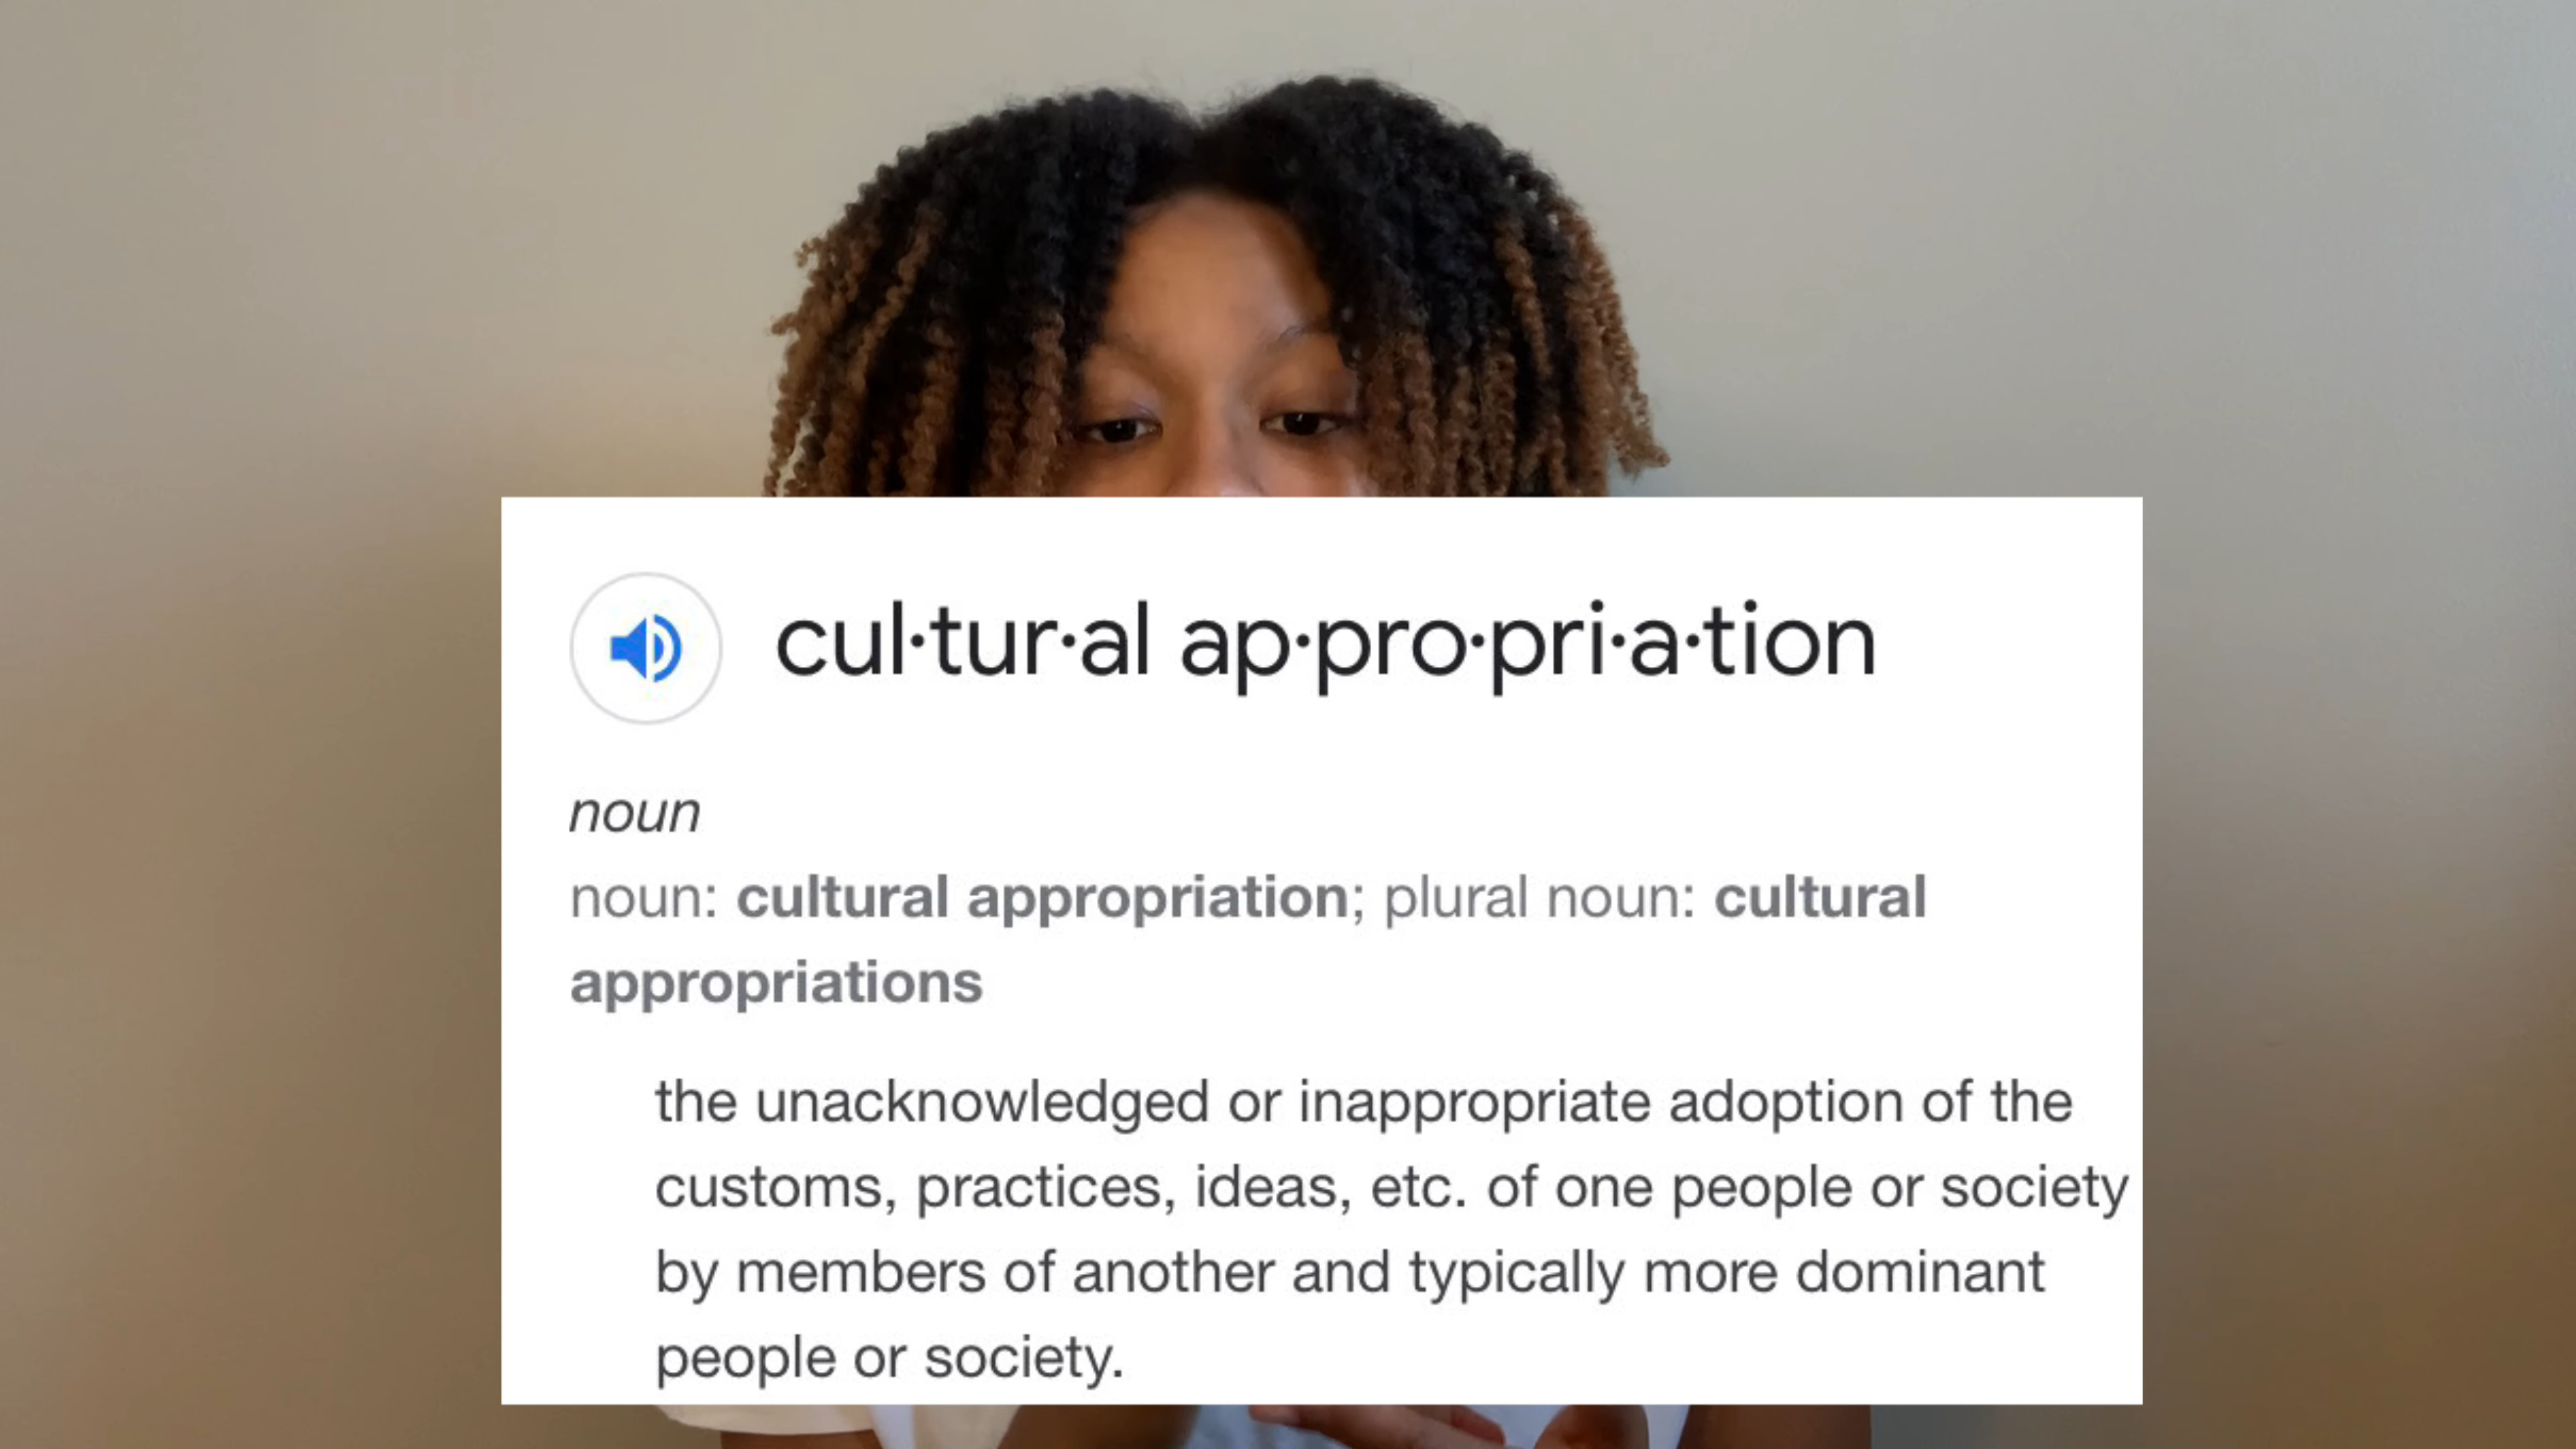 cul·tur·al ap·pro·pri·a·tion
noun
noun: cultural appropriation; plural noun: cultural
appropriations
the unacknowledged or inappropriate adoption of the
customs, practices, ideas, etc. of one people or society
by members of another and typically more dominant
people or society.